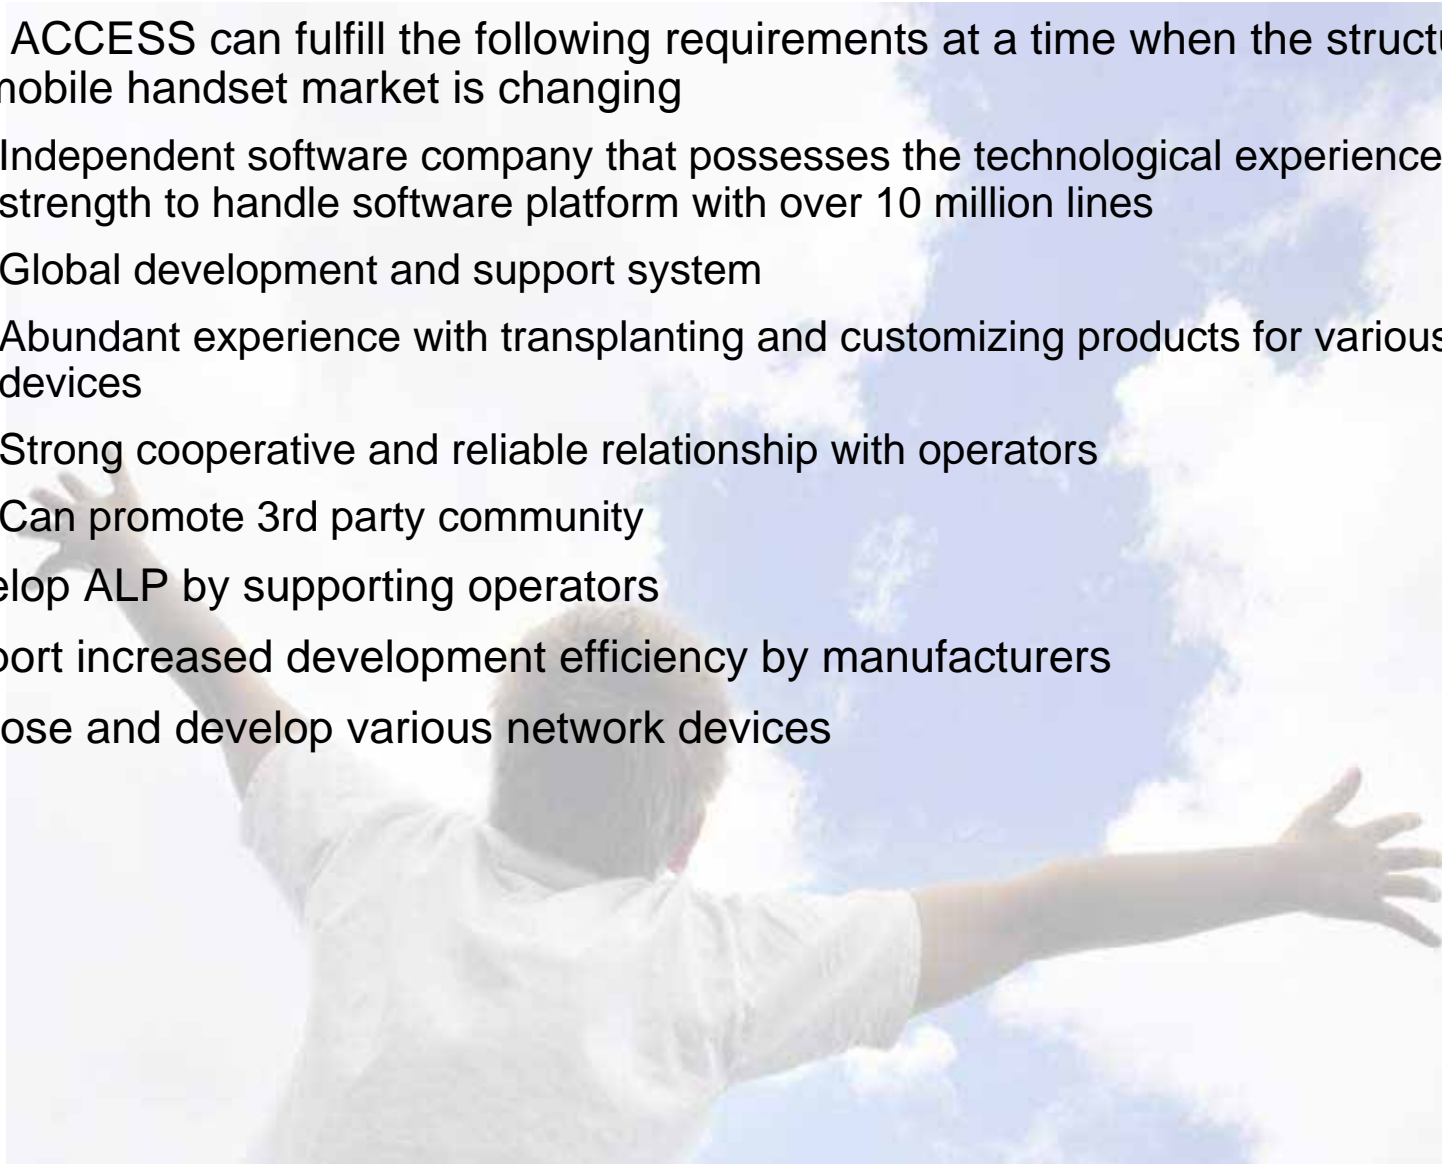 ACCESS can fulfill the following requirements at a time when the structu
mobile handset market is changing
Independent software company that possesses the technological experience
strength to handle software platform with over 10 million lines
Global development and support system
Abundant experience with transplanting and customizing products for various
devices
Strong cooperative and reliable relationship with operators
Can promote 3rd party community
elop ALP by supporting operators
port increased development efficiency by manufacturers
ose and develop various network devices